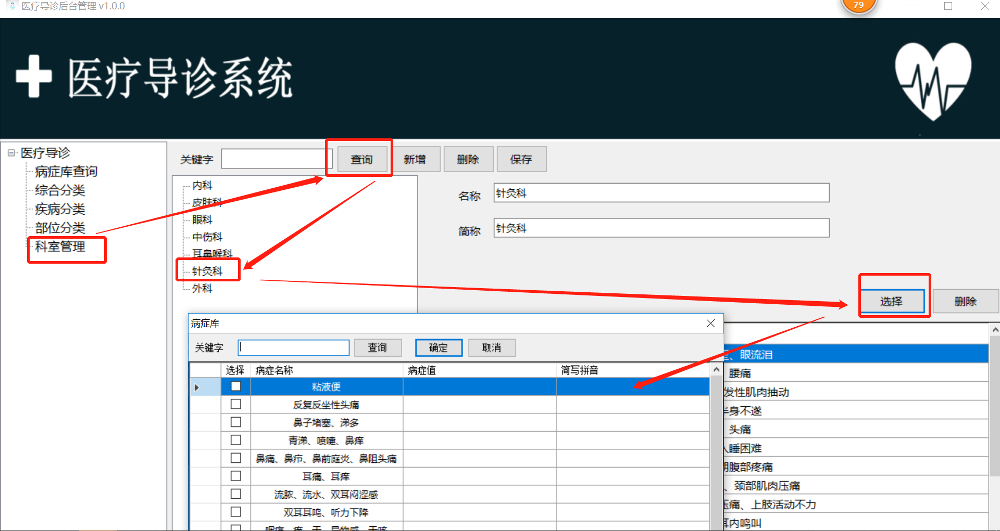 医疗导诊后台管理 v1.0.0
79
医疗导诊系统
医疗导诊
病症库查询
综合分类
疾病分类
部位分类
科室管理
关键字
查询
新增
删除
保存
内科
皮肤科
眼科
中伤科
耳鼻喉科
针灸科
外科
名称
针灸科
简称
针灸科
选择
删除
病症库
关键字
查询
确定
取消
选择
病症名称
病症值
简写拼音
粘液便
反复反坐性头痛
鼻子堵塞、涕多
青涕、喷嚏、鼻痒
鼻痛、鼻疖、鼻前庭炎、鼻阻头痛
耳痛、耳痒
流脓、流水、双耳闷涩感
双耳耳鸣、听力下降
、眼流泪
腰痛
发性肌肉抽动
身不遂
头痛
睡困难
腹部疼痛
、颈部肌肉压痛
痛、上肢活动不力
内鸣叫